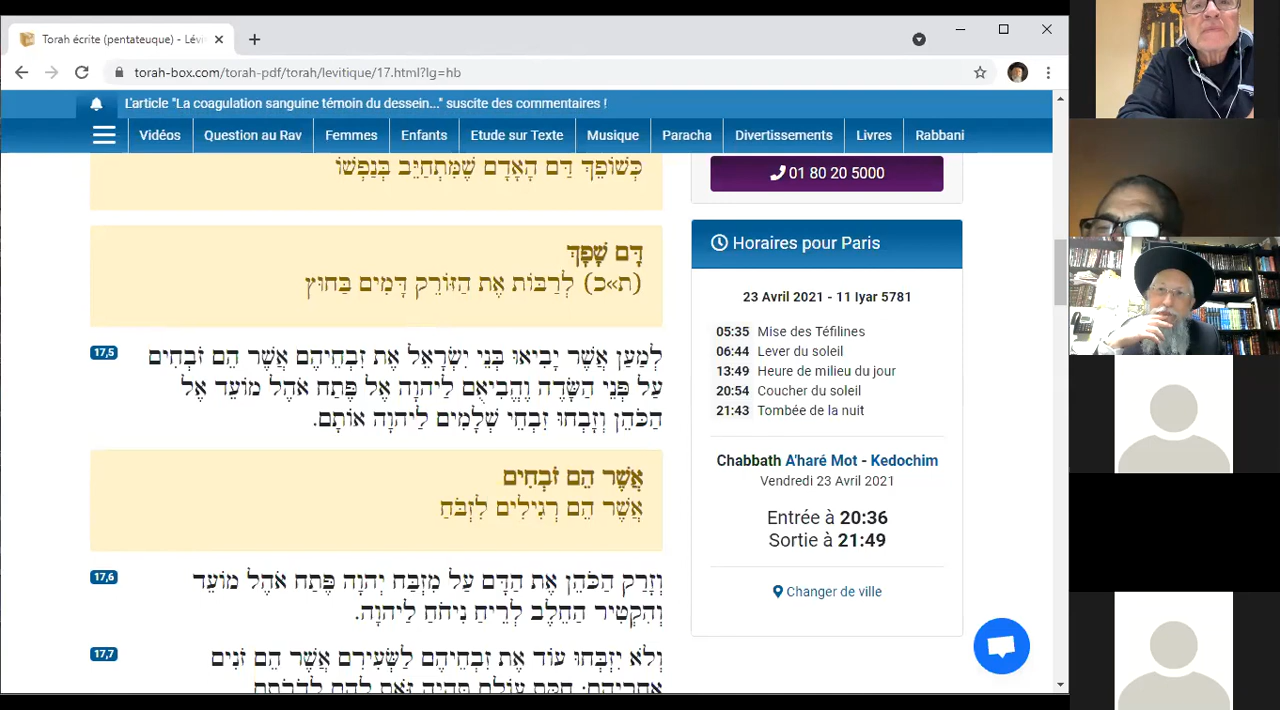 Torah écrite (pentateuque) - Lévi
torah-box.com/torah-pdf/torah/levitique/17.html?lg=hb
L'article "La coagulation sanguine témoin du dessein..." suscite des commentaires !
Vidéos Question au Rav Femmes Enfants Etude sur Texte Musique Paracha Divertissements Livres Rabbani
כְּשׁוֹפֵךְ דַּם הָאָדָם שֶׁמִּתְחַיֵּב בְּנַפְשׁוֹ
דָּם שָׁפָךְ
(ת»כ) לְרַבּוֹת אֶת הַזּוֹרֵק דָּמִים בַּחוּץ
17,5
לְמַעַן אֲשֶׁר יָבִיאוּ בְּנֵי יִשְׂרָאֵל אֶת זִבְחֵיהֶם אֲשֶׁר הֵם זֹבְחִים
עַל פְּנֵי הַשָּׂדֶה וֶהֱבִיאֻם לַיהוָה אֶל פֶּתַח אֹהֶל מוֹעֵד אֶל
הַכֹּהֵן וְזָבְחוּ זִבְחֵי שְׁלָמִים לַיהוָה אוֹתָם.
אֲשֶׁר הֵם זֹבְחִים
אֲשֶׁר הֵם רְגִילִים לִזְבֹּחַ
17,6
וְזָרַק הַכֹּהֵן אֶת הַדָּם עַל מִזְבַּח יְהוָה פֶּתַח אֹהֶל מוֹעֵד
וְהִקְטִיר הַחֵלֶב לְרֵיחַ נִיחֹחַ לַיהוָה.
17,7
וְלֹא יִזְבְּחוּ עוֹד אֶת זִבְחֵיהֶם לַשְּׂעִירִם אֲשֶׁר הֵם זֹנִים
אַחֲרֵיהֶם חֻקַּת עוֹלָם תִּהְיֶה זֹּאת לָהֶם לְדֹרֹתָם
01 80 20 5000
Horaires pour Paris
23 Avril 2021 - 11 Iyar 5781
05:35 Mise des Téfilines
06:44 Lever du soleil
13:49 Heure de milieu du jour
20:54 Coucher du soleil
21:43 Tombée de la nuit
Chabbath A'haré Mot - Kedochim
Vendredi 23 Avril 2021
Entrée à 20:36
Sortie à 21:49
Changer de ville